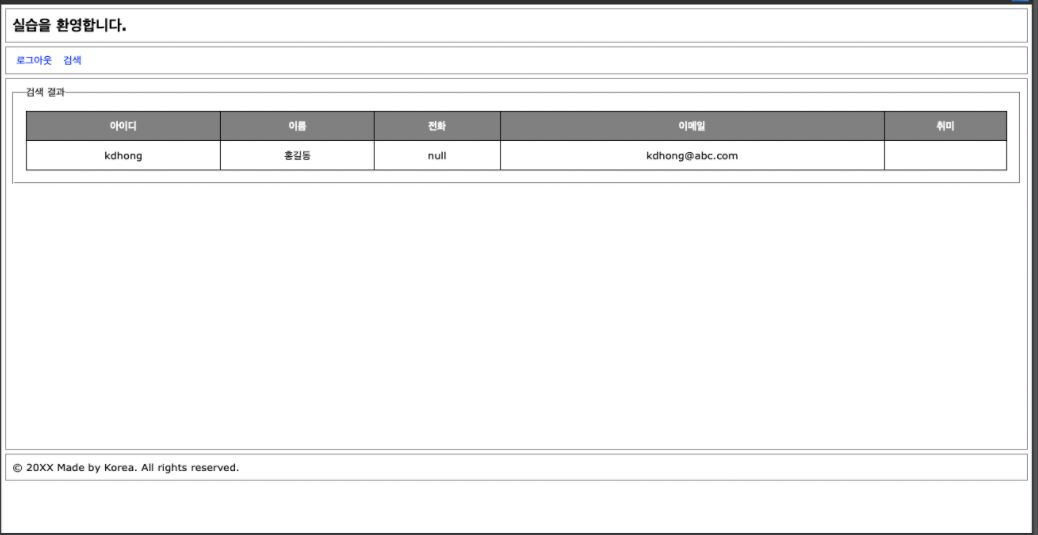 실습을 환영합니다.
로그아웃 검색
검색 결과
아이디 이름 전화 이메일 취미
kdhong 홍길동 null kdhong@abc.com
© 20XX Made by Korea. All rights reserved.